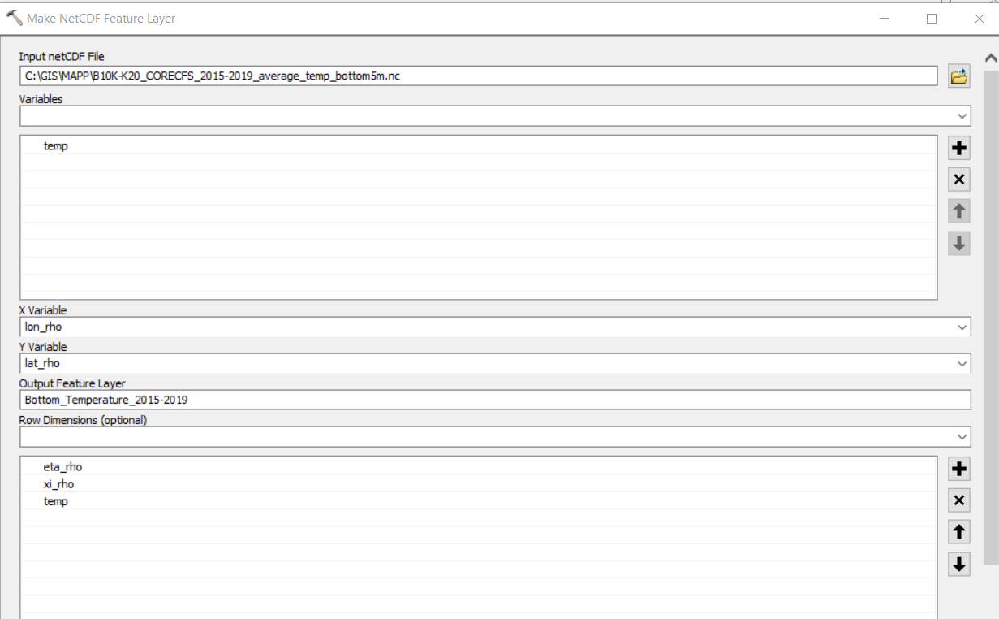 Make NetCDF Feature Layer
Input netCDF File
C:\GIS\MAPP\B10K-K20_CORECFS_2015-2019_average_temp_bottom5m.nc
Variables
temp
X Variable
lon_rho
Y Variable
lat_rho
Output Feature Layer
Bottom_Temperature_2015-2019
Row Dimensions (optional)
eta_rho
xi_rho
temp